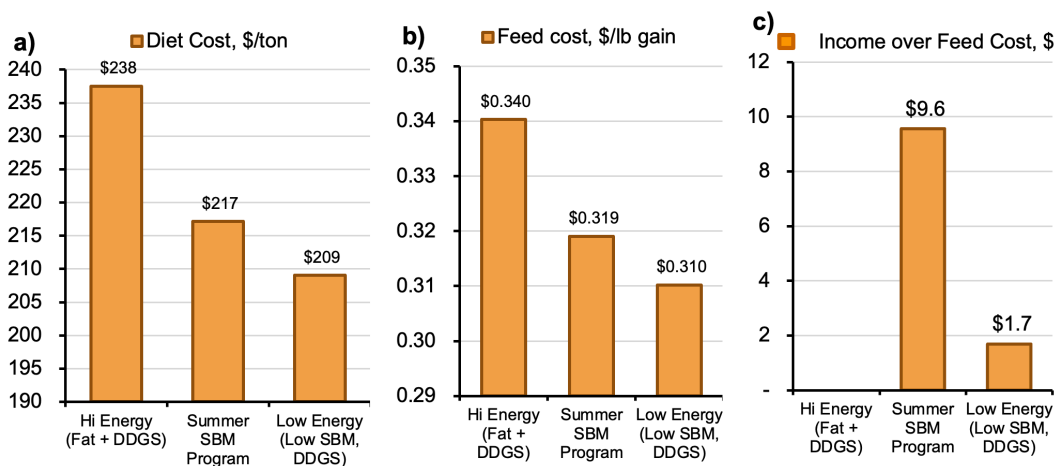 a)
Diet Cost, $/ton
240
235
230
225
220
215
210
205
200
195
190
$238
$217
$209
Hi Energy
(Fat + DDGS)
Summer
SBM
Program
Low Energy
(Low SBM,
DDGS)
b)
Feed cost, $/lb gain
0.35
0.34
0.33
0.32
0.31
0.30
0.29
$0.340
$0.319
$0.310
Hi Energy
(Fat +
DDGS)
Summer
SBM
Program
Low Energy
(Low SBM,
DDGS)
c)
Income over Feed Cost, $
12
10
8
6
4
2
-
$9.6
$1.7
Hi Energy
(Fat +
DDGS)
Summer
SBM
Program
Low Energy
(Low SBM,
DDGS)